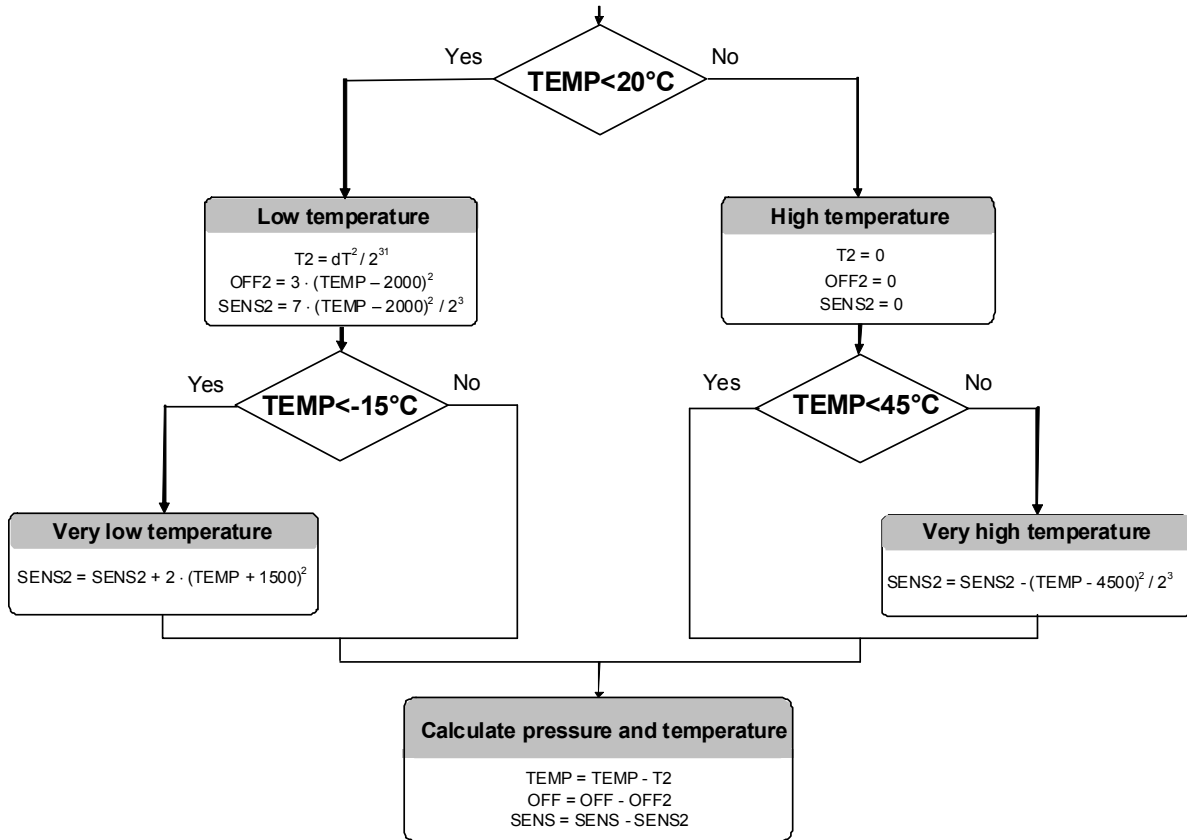 Yes
No
TEMP<20°C
Low temperature
T2 = dT² / 2³¹
OFF2 = 3 · (TEMP – 2000)²
SENS2 = 7 · (TEMP – 2000)² / 2³
High temperature
T2 = 0
OFF2 = 0
SENS2 = 0
Yes
No
TEMP<-15°C
Yes
No
TEMP<45°C
Very low temperature
SENS2 = SENS2 + 2 · (TEMP + 1500)²
Very high temperature
SENS2 = SENS2 - (TEMP - 4500)² / 2³
Calculate pressure and temperature
TEMP = TEMP - T2
OFF = OFF - OFF2
SENS = SENS - SENS2